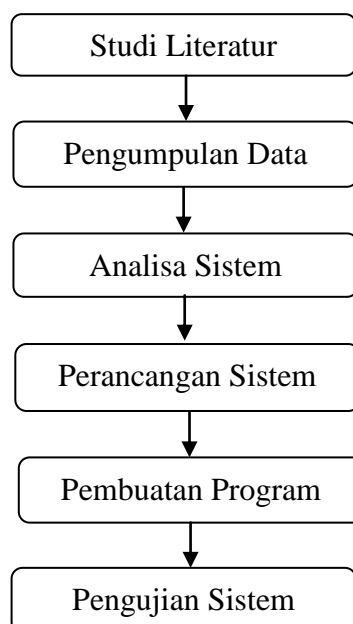 Studi Literatur
Pengumpulan Data
Analisa Sistem
Perancangan Sistem
Pembuatan Program
Pengujian Sistem